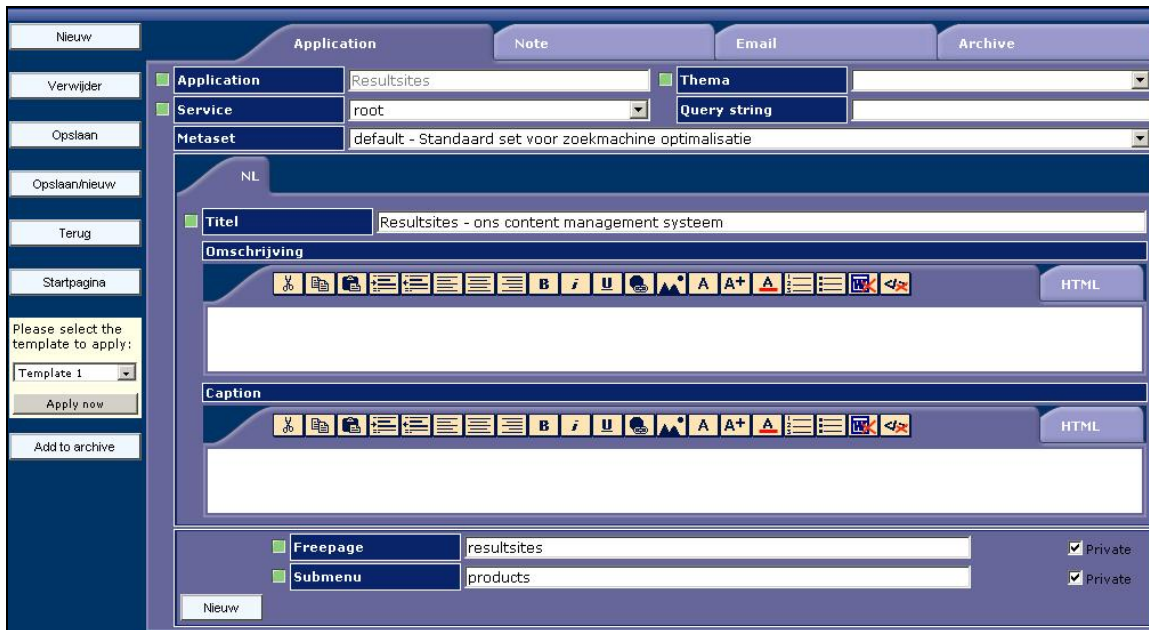 Nieuw
Verwijder
Opslaan
Opslaan/nieuw
Terug
Startpagina
Please select the
template to apply:
Template 1
Apply now
Add to archive
Application Note Email Archive
Application Resultsites Thema
Service root Query string
Metaset default - Standaard set voor zoekmachine optimalisatie
NL
Titel Resultsites - ons content management systeem
Omschrijving
B i U A A+ A HTML
Caption
B i U A A+ A HTML
Freepage resultsites Private
Submenu products Private
Nieuw